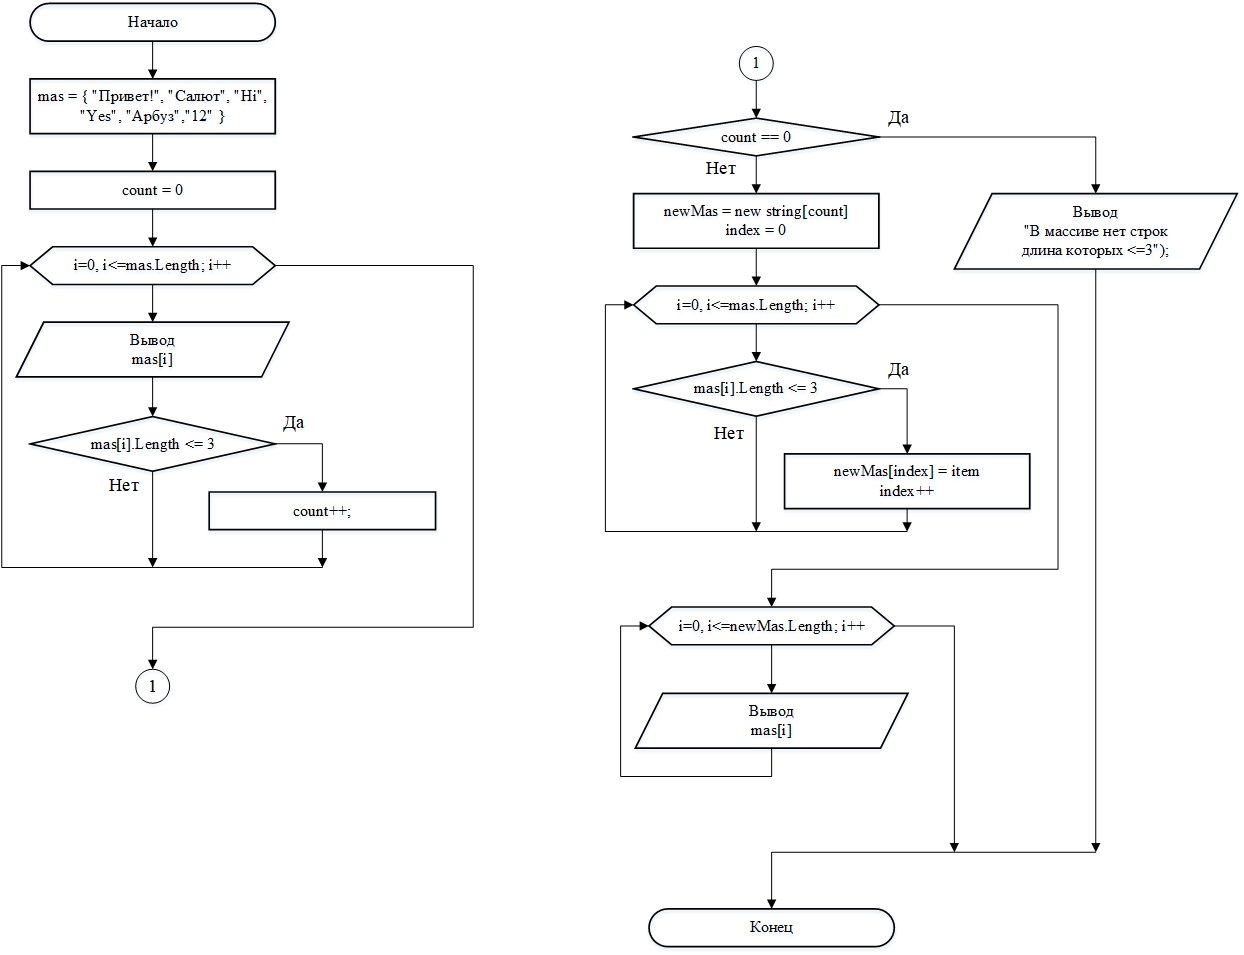 Начало
mas = { "Привет!", "Салют", "Hi",
"Yes", "Арбуз","12" }
count = 0
i=0, i<=mas.Length; i++
Вывод
mas[i]
mas[i].Length <= 3
Да
Нет
count++;
1
1
count == 0
Да
Нет
newMas = new string[count]
index = 0
Вывод
"В массиве нет строк
длина которых <=3");
i=0, i<=mas.Length; i++
mas[i].Length <= 3
Да
Нет
newMas[index] = item
index++
i=0, i<=newMas.Length; i++
Вывод
mas[i]
Конец